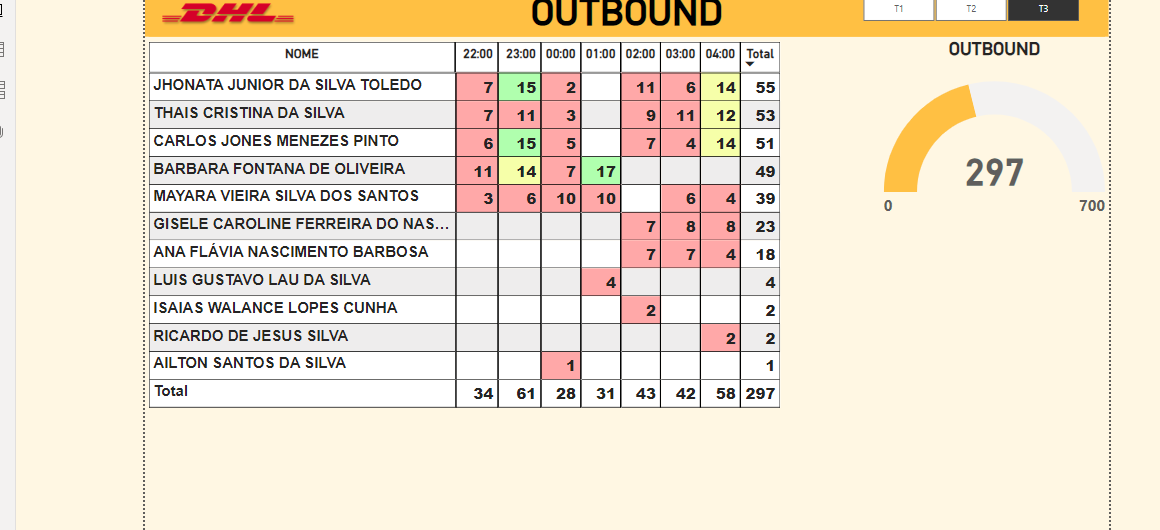 DHL
OUTBOUND
T1 T2 T3
NOME 22:00 23:00 00:00 01:00 02:00 03:00 04:00 Total
JHONATA JUNIOR DA SILVA TOLEDO 7 15 2 11 6 14 55
THAIS CRISTINA DA SILVA 7 11 3 9 11 12 53
CARLOS JONES MENEZES PINTO 6 15 5 7 4 14 51
BARBARA FONTANA DE OLIVEIRA 11 14 7 17 49
MAYARA VIEIRA SILVA DOS SANTOS 3 6 10 10 6 4 39
GISELE CAROLINE FERREIRA DO NAS... 7 8 8 23
ANA FLÁVIA NASCIMENTO BARBOSA 7 7 4 18
LUIS GUSTAVO LAU DA SILVA 4 4
ISAIAS WALANCE LOPES CUNHA 2 2
RICARDO DE JESUS SILVA 2 2
AILTON SANTOS DA SILVA 1 1
Total 34 61 28 31 43 42 58 297
OUTBOUND
297
0 700